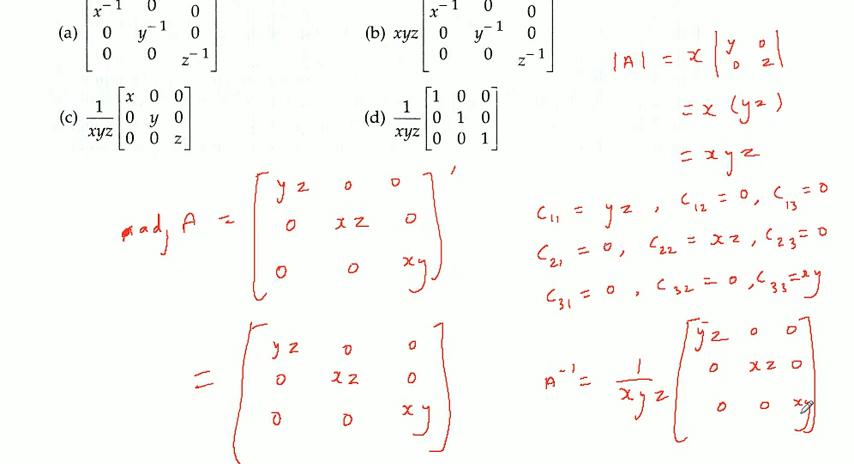 (a) [x⁻¹ 0 0
0 y⁻¹ 0
0 0 z⁻¹]
(b) xyz [x⁻¹ 0 0
0 y⁻¹ 0
0 0 z⁻¹]
(c) 1/xyz [x 0 0
0 y 0
0 0 z]
(d) 1/xyz [1 0 0
0 1 0
0 0 1]
|A| = x |y 0
0 z|
= x (yz)
= xyz
C₁₁ = yz, C₁₂ = 0, C₁₃ = 0
C₂₁ = 0, C₂₂ = xz, C₂₃ = 0
C₃₁ = 0, C₃₂ = 0, C₃₃ = xy
adj A = [yz 0 0
0 xz 0
0 0 xy]'
= [yz 0 0
0 xz 0
0 0 xy]
A⁻¹ = 1/xyz [yz 0 0
0 xz 0
0 0 xy]